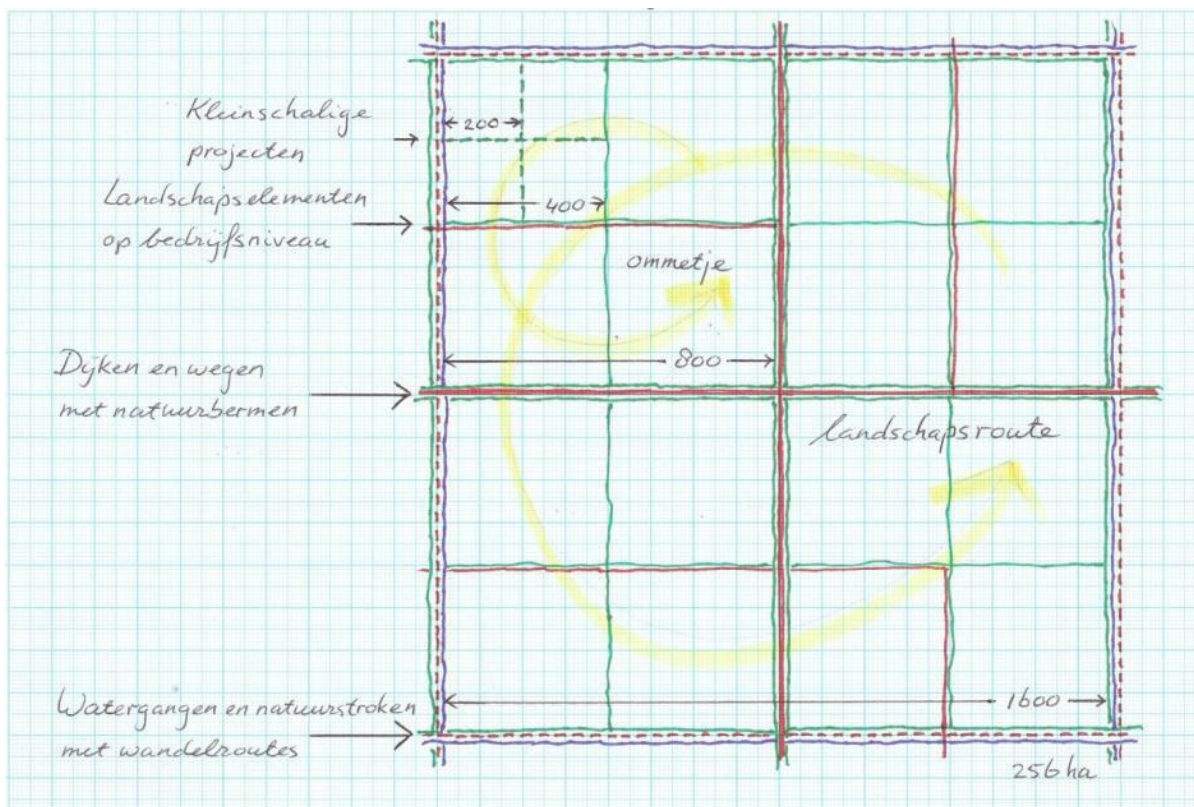 Kleinschalige
projecten
200
Landschapselementen
op bedrijfsniveau
400
ommetje
Dijken en wegen
met natuurbermen
800
landschapsroute
Watergangen en natuurstroken
met wandelroutes
1600
256 ha